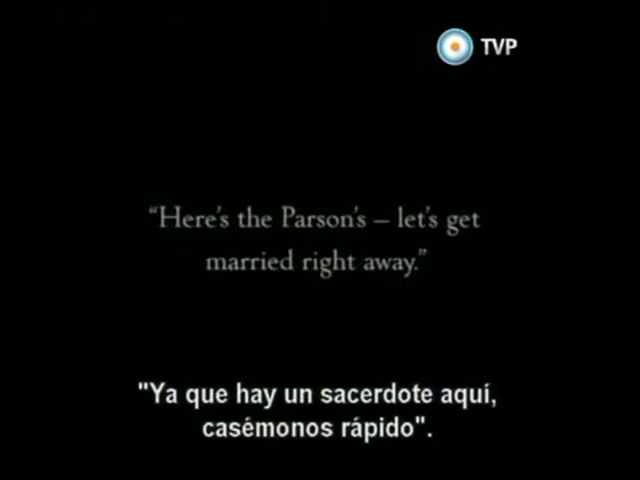 TVP
“Here’s the Parson’s – let’s get
married right away.”
"Ya que hay un sacerdote aquí,
casémonos rápido".